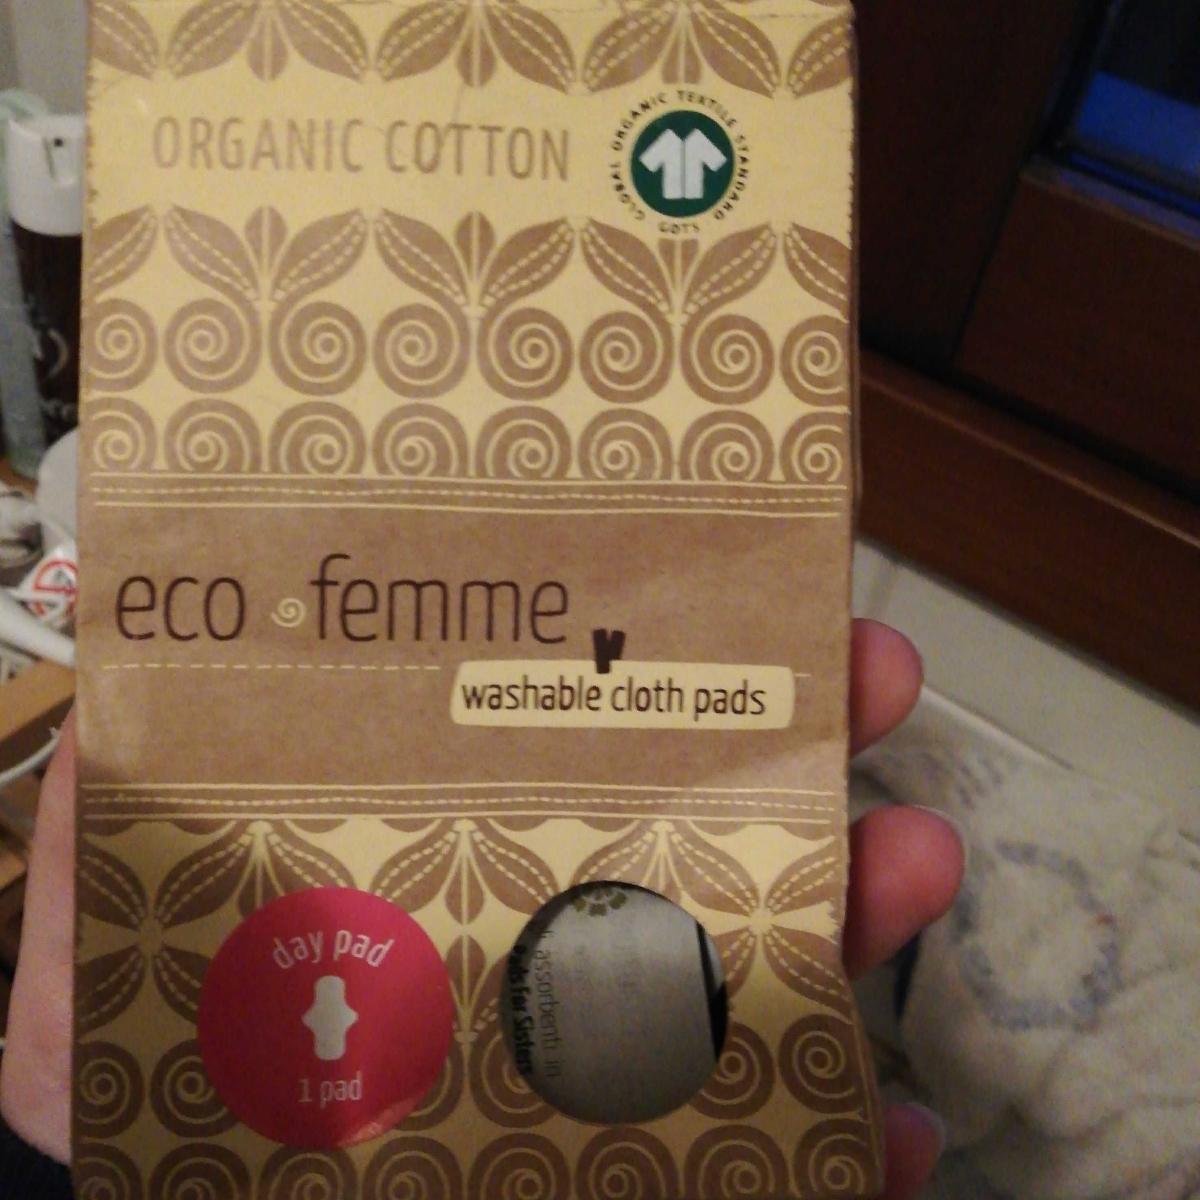 ORGANIC COTTON
GLOBAL ORGANIC TEXTILE STANDARD
GOTS
eco femme
washable cloth pads
day pad
1 pad
assorbenti in
Pads For Sisters